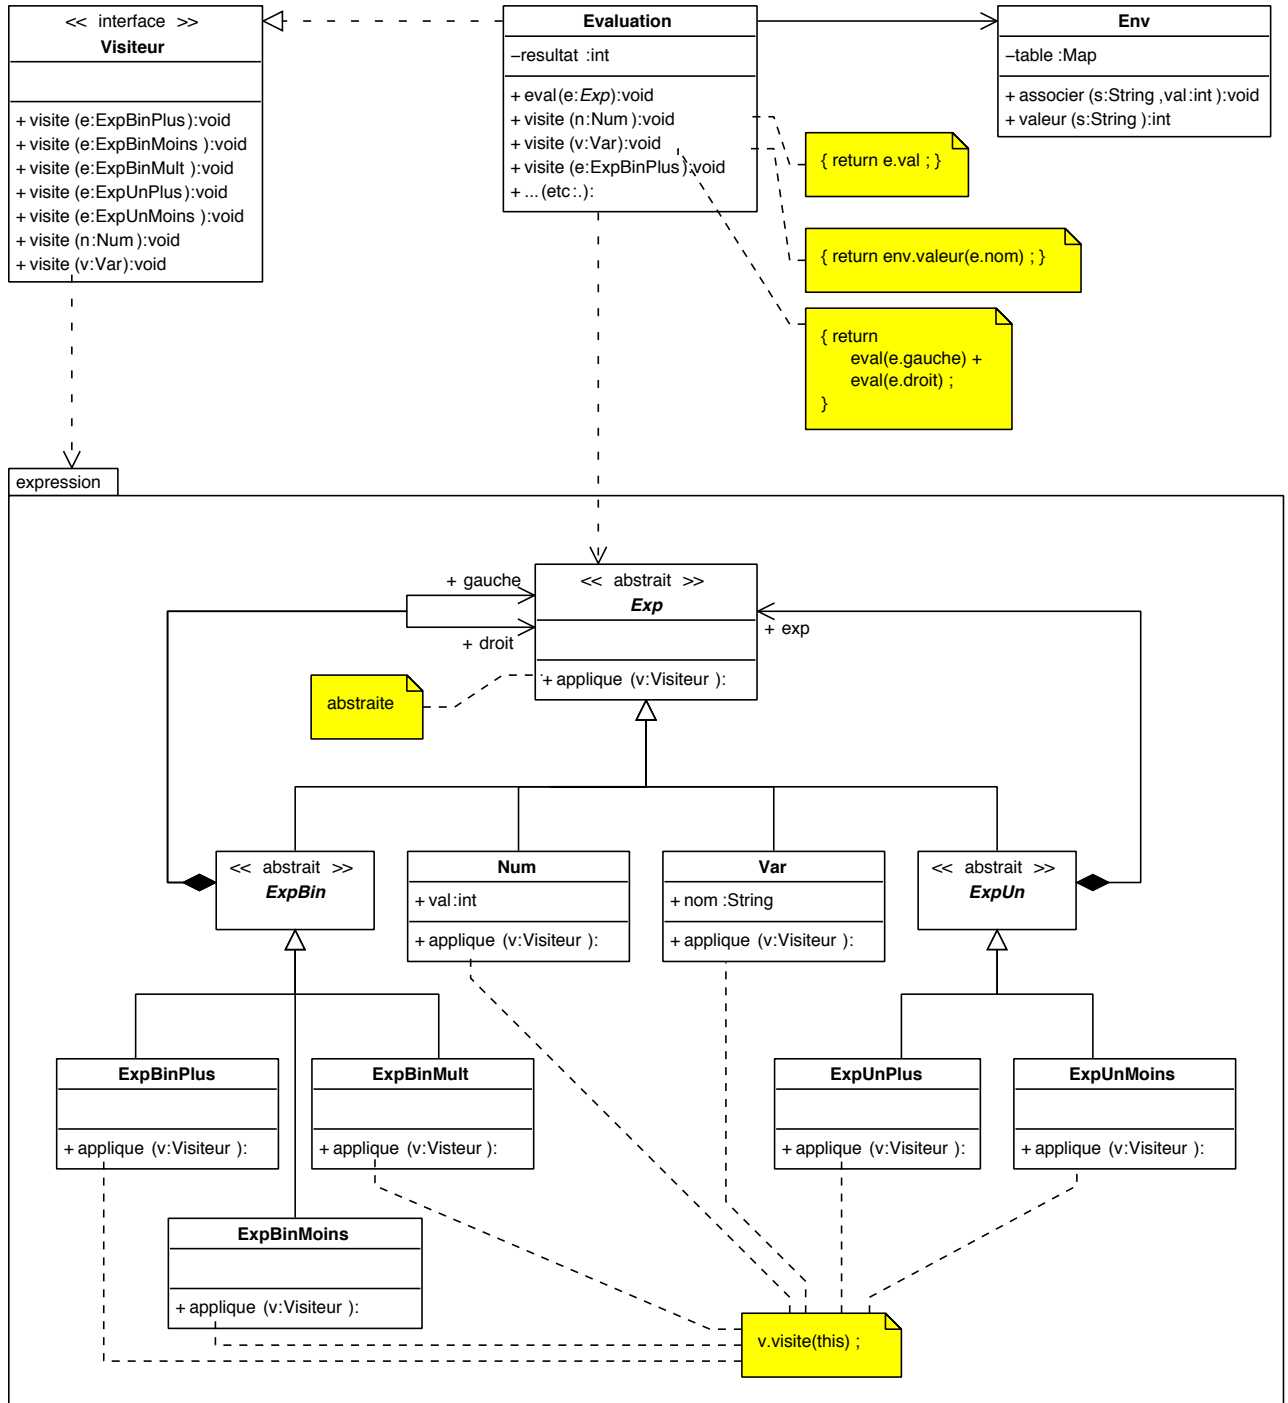 << interface >>
Visiteur
+ visite (e:ExpBinPlus):void
+ visite (e:ExpBinMoins ):void
+ visite (e:ExpBinMult ):void
+ visite (e:ExpUnPlus):void
+ visite (e:ExpUnMoins ):void
+ visite (n:Num ):void
+ visite (v:Var):void
Evaluation
–resultat :int
+ eval(e:Exp):void
+ visite (n:Num ):void
+ visite (v:Var):void
+ visite (e:ExpBinPlus):void
+ ... (etc:.):
Env
–table :Map
+ associer (s:String ,val:int ):void
+ valeur (s:String ):int
{ return e.val ; }
{ return env.valeur(e.nom) ; }
{ return
eval(e.gauche) +
eval(e.droit) ;
}
expression
+ gauche
+ droit
<< abstrait >>
Exp
+ applique (v:Visiteur ):
+ exp
abstraite
<< abstrait >>
ExpBin
Num
+ val:int
+ applique (v:Visiteur ):
Var
+ nom :String
+ applique (v:Visiteur ):
<< abstrait >>
ExpUn
ExpBinPlus
+ applique (v:Visiteur ):
ExpBinMult
+ applique (v:Visteur ):
ExpUnPlus
+ applique (v:Visiteur ):
ExpUnMoins
+ applique (v:Visiteur ):
ExpBinMoins
+ applique (v:Visiteur ):
v.visite(this) ;